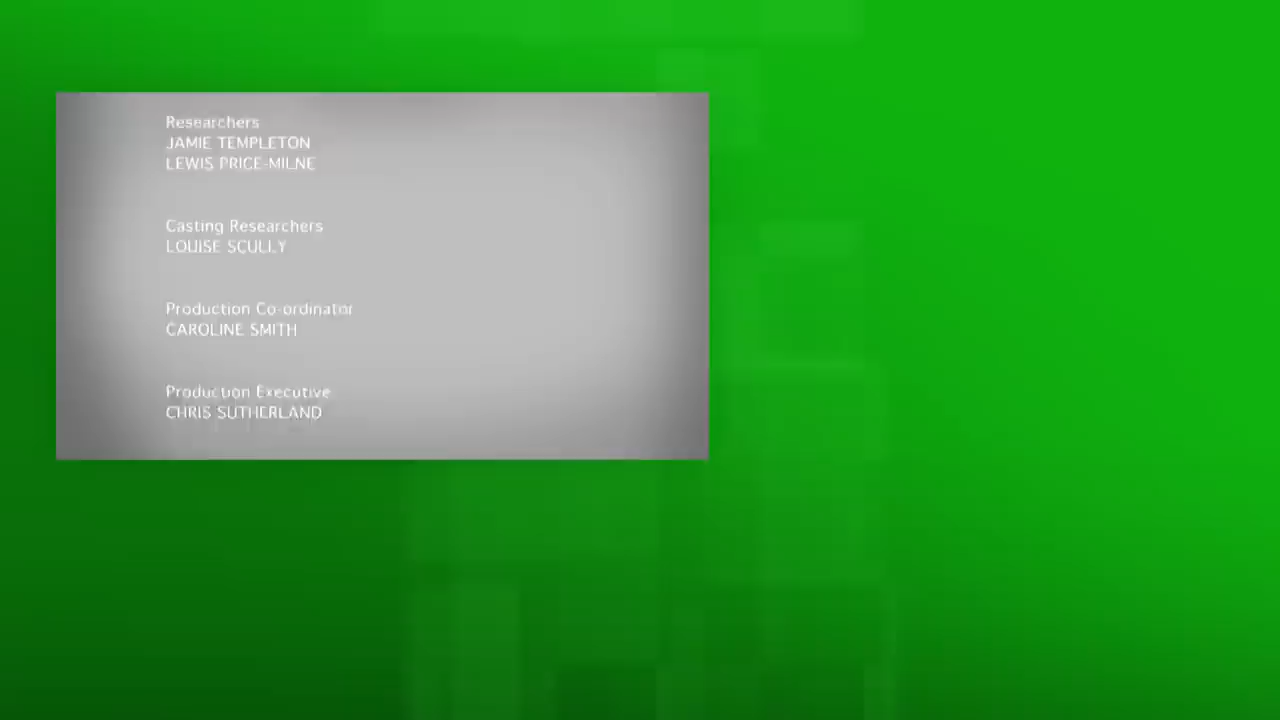 Researchers
JAMIE TEMPLETON
LEWIS PRICE-MILNE
Casting Researchers
LOUISE SCULLY
Production Co-ordinator
CAROLINE SMITH
Production Executive
CHRIS SUTHERLAND